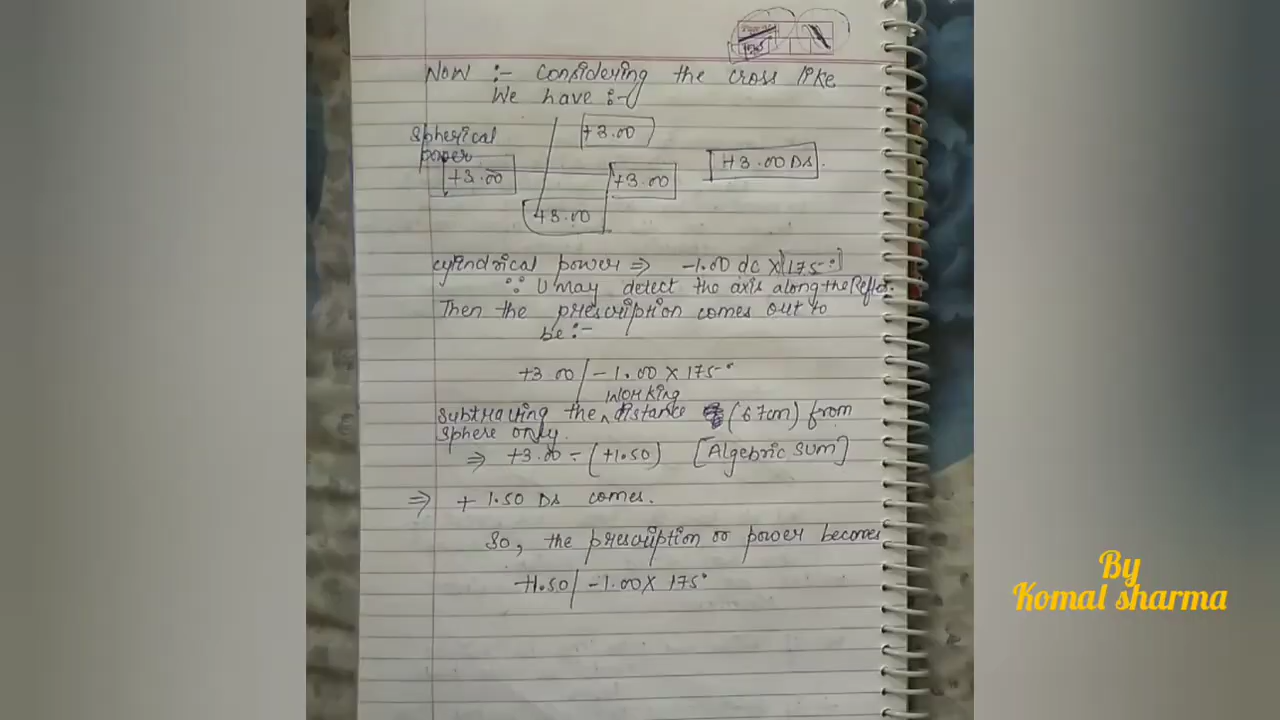 Now :- Considering the cross like
We have :-
Spherical
power
+3.00
+3.00
+3.00
+3.00
+3.00 DS
cylindrical power ⇒ -1.00 dc x 175°
∵ U may detect the axis along the Reflex.
Then the prescription comes out to
be :-
+3.00 / -1.00 x 175°
working
Subtracting the ^ distance (67cm) from
sphere only.
⇒ +3.00 - (+1.50) [Algebric sum]
⇒ + 1.50 DS comes.
So, the prescription or power becomes
+1.50 / -1.00 x 175°
By
Komal sharma